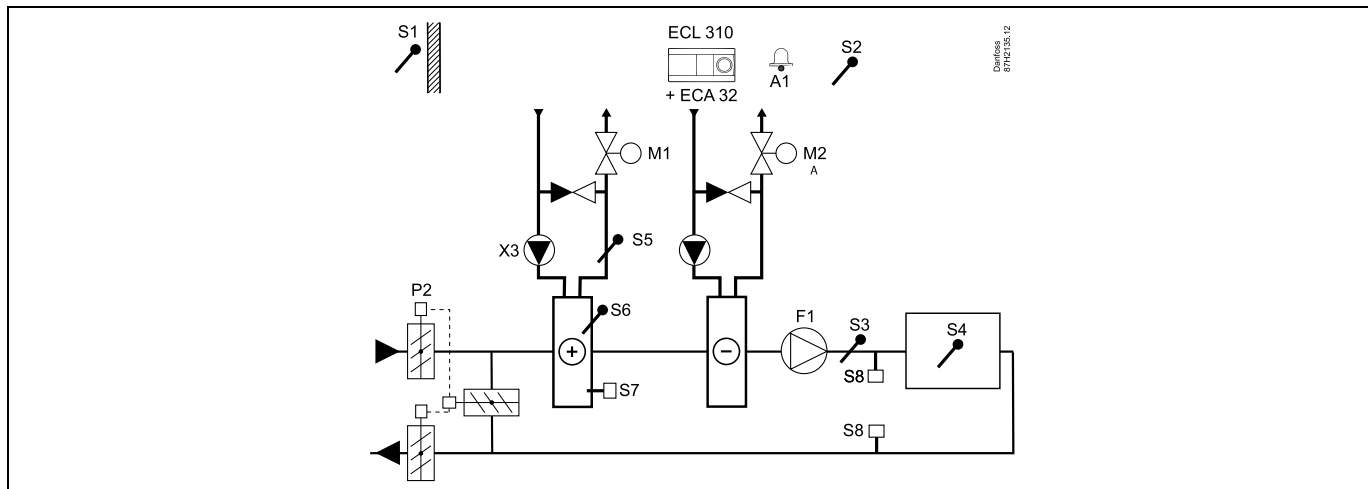 S1
ECL 310
+ ECA 32
A1
S2
Danfoss
87H2135.12
M1
M2
A
X3
S5
P2
S6
F1
S3
S4
+
−
S7
S8
S8